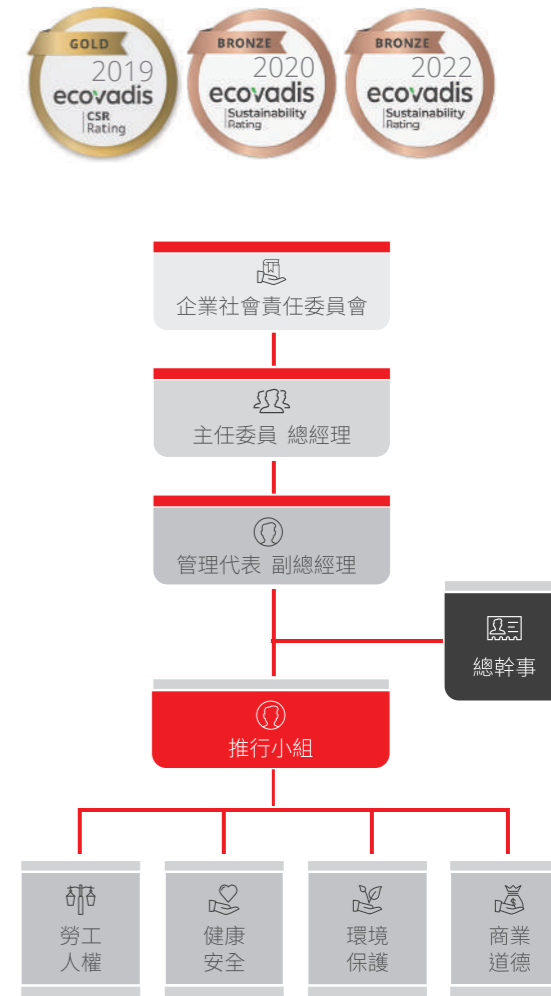 GOLD
2019
ecovadis
CSR
Rating
BRONZE
2020
ecovadis
Sustainability
Rating
BRONZE
2022
ecovadis
Sustainability
Rating
企業社會責任委員會
主任委員 總經理
管理代表 副總經理
總幹事
推行小組
勞工
人權
健康
安全
環境
保護
商業
道德